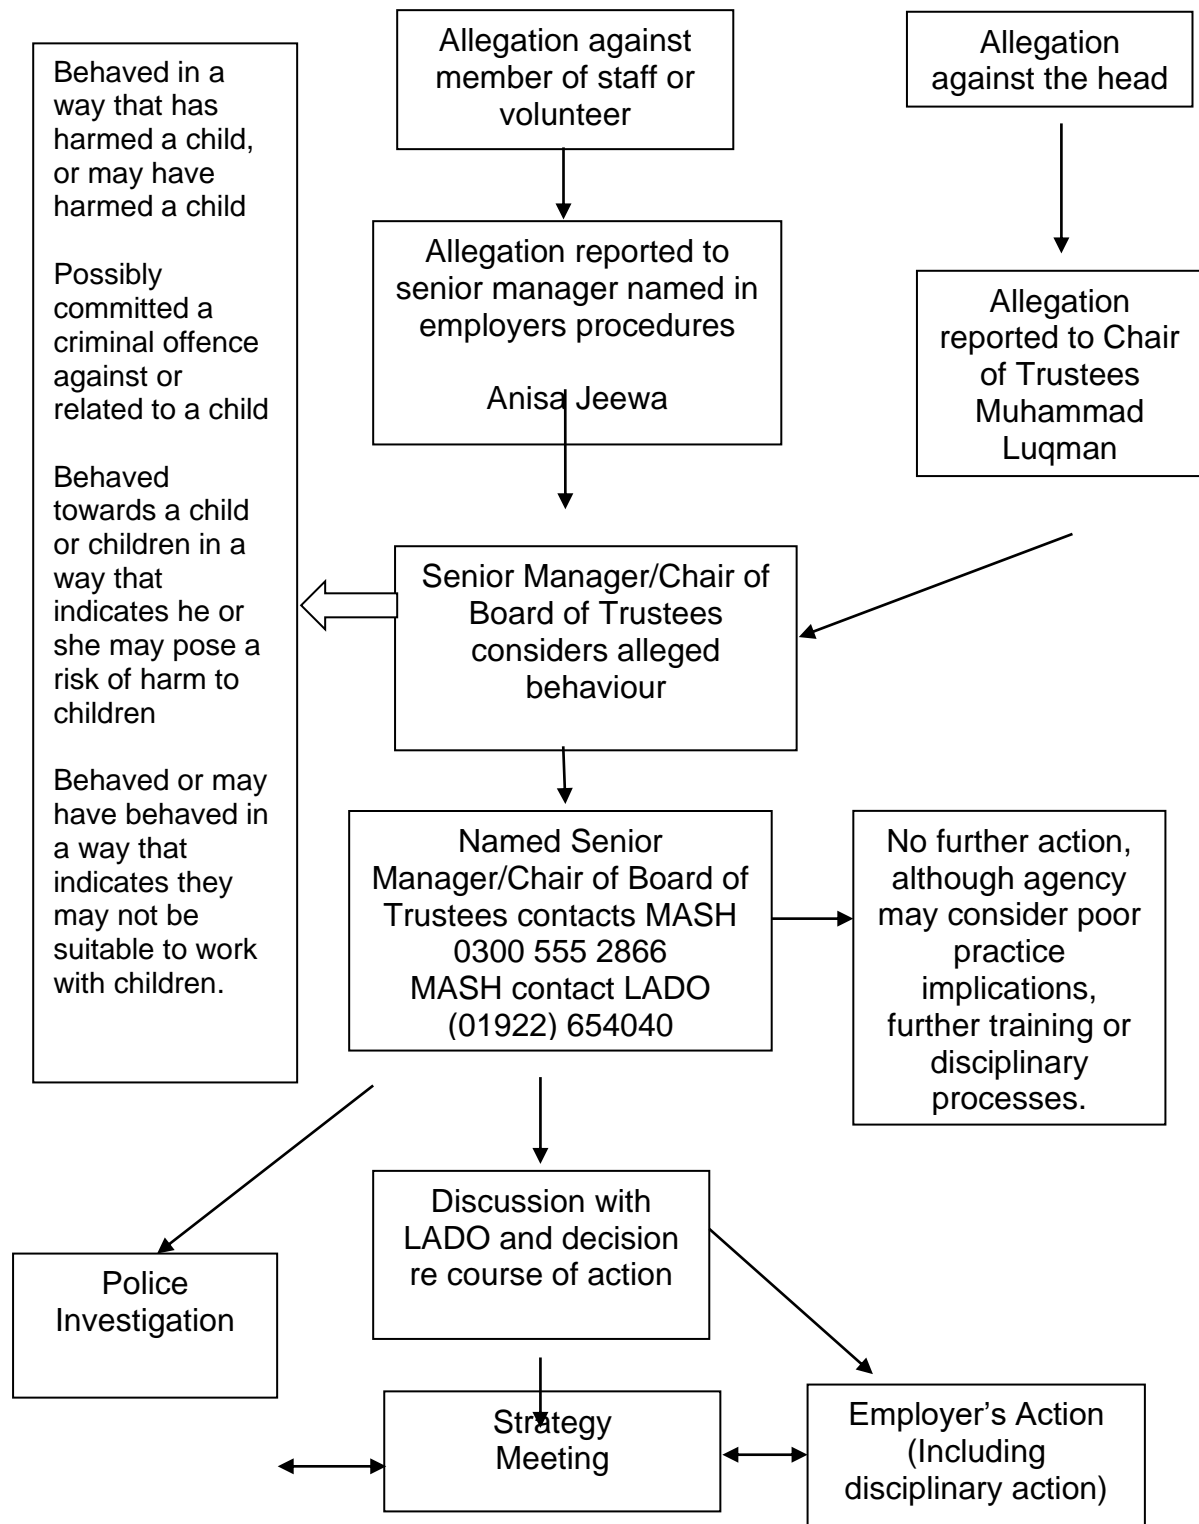 Behaved in a
way that has
harmed a child,
or may have
harmed a child
Possibly
committed a
criminal offence
against or
related to a child
Behaved
towards a child
or children in a
way that
indicates he or
she may pose a
risk of harm to
children
Behaved or may
have behaved in
a way that
indicates they
may not be
suitable to work
with children.
Allegation against
member of staff or
volunteer
Allegation
against the head
Allegation reported to
senior manager named in
employers procedures
Anisa Jeewa
Allegation
reported to Chair
of Trustees
Muhammad
Luqman
Senior Manager/Chair of
Board of Trustees
considers alleged
behaviour
Named Senior
Manager/Chair of Board of
Trustees contacts MASH
0300 555 2866
MASH contact LADO
(01922) 654040
No further action,
although agency
may consider poor
practice
implications,
further training or
disciplinary
processes.
Discussion with
LADO and decision
re course of action
Police
Investigation
Strategy
Meeting
Employer’s Action
(Including
disciplinary action)